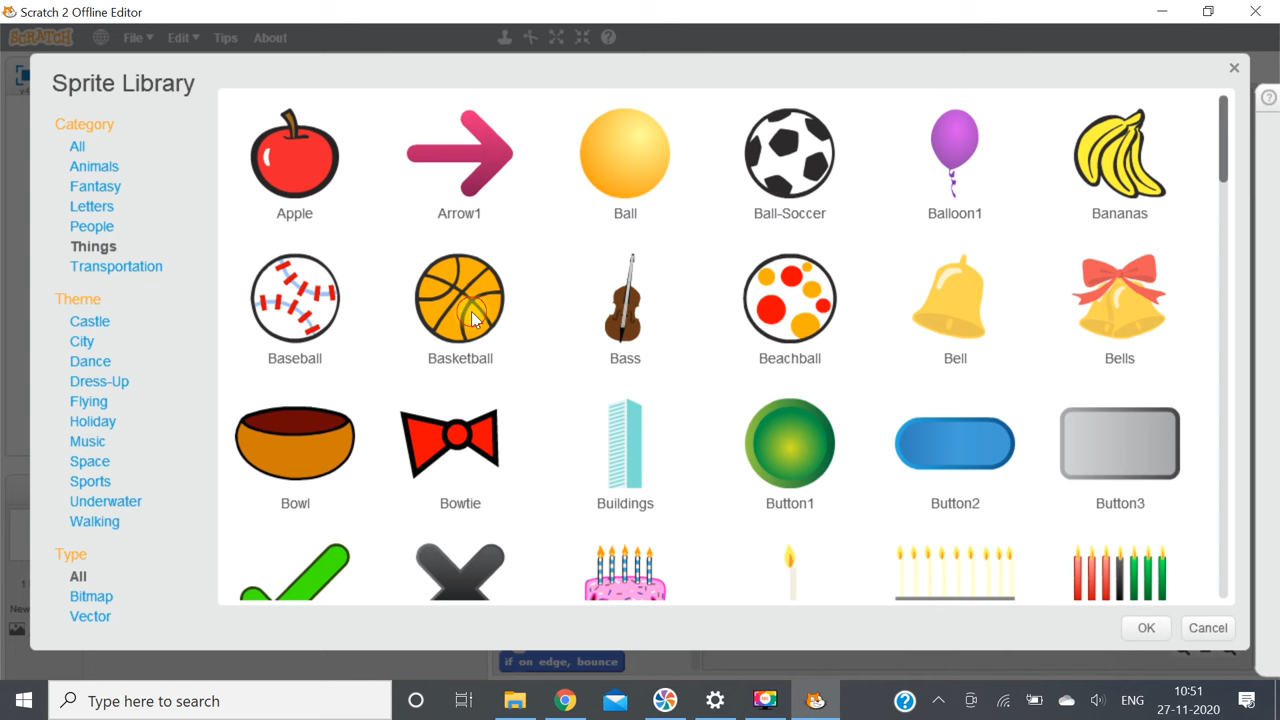 Scratch 2 Offline Editor
SCRATCH File Edit Tips About
Sprite Library
Category
All
Animals
Fantasy
Letters
People
Things
Transportation
Theme
Castle
City
Dance
Dress-Up
Flying
Holiday
Music
Space
Sports
Underwater
Walking
Type
All
Bitmap
Vector
Apple Arrow1 Ball Ball-Soccer Balloon1 Bananas
Baseball Basketball Bass Beachball Bell Bells
Bowl Bowtie Buildings Button1 Button2 Button3
OK Cancel
New
if on edge, bounce
Type here to search
ENG
10:51
27-11-2020